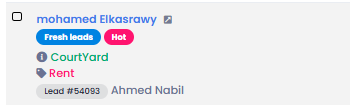 mohamed Elkasrawy
Fresh leads Hot
CourtYard
Rent
Lead #54093 Ahmed Nabil